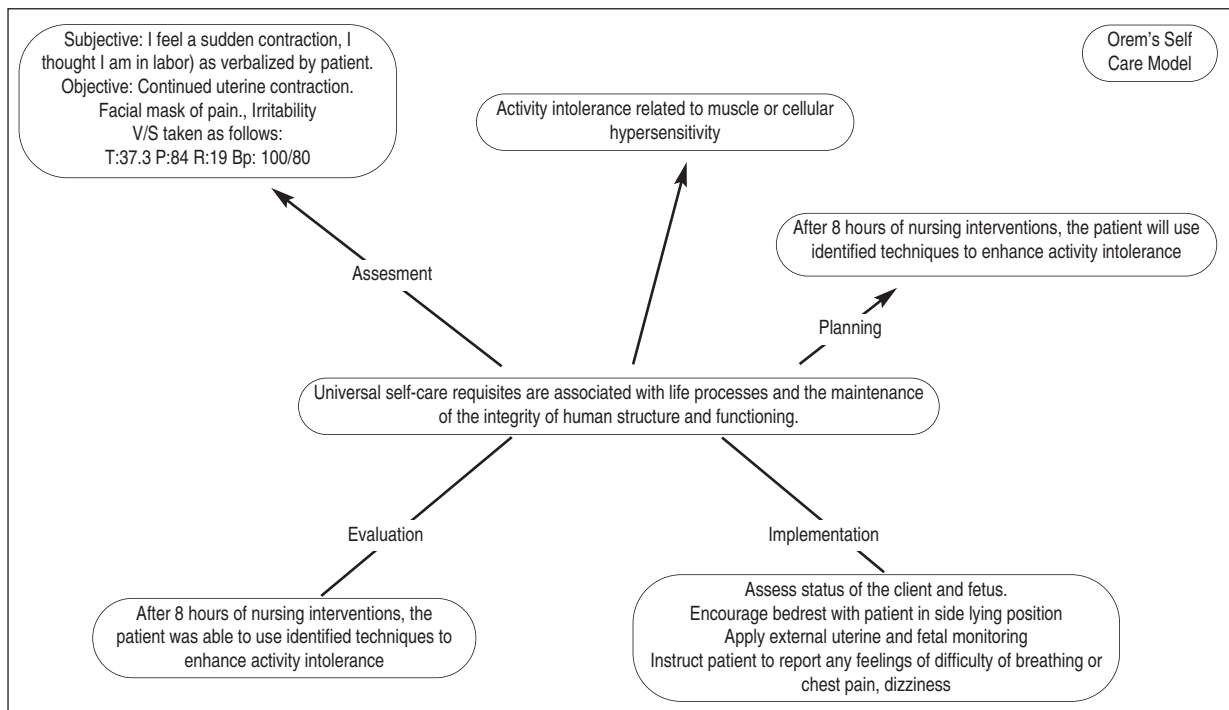 Subjective: I feel a sudden contraction, I
thought I am in labor) as verbalized by patient.
Objective: Continued uterine contraction.
Facial mask of pain., Irritability
V/S taken as follows:
T:37.3 P:84 R:19 Bp: 100/80
Orem's Self
Care Model
Activity intolerance related to muscle or cellular
hypersensitivity
After 8 hours of nursing interventions, the patient will use
identified techniques to enhance activity intolerance
Assesment
Planning
Universal self-care requisites are associated with life processes and the maintenance
of the integrity of human structure and functioning.
Evaluation
Implementation
After 8 hours of nursing interventions, the
patient was able to use identified techniques to
enhance activity intolerance
Assess status of the client and fetus.
Encourage bedrest with patient in side lying position
Apply external uterine and fetal monitoring
Instruct patient to report any feelings of difficulty of breathing or
chest pain, dizziness